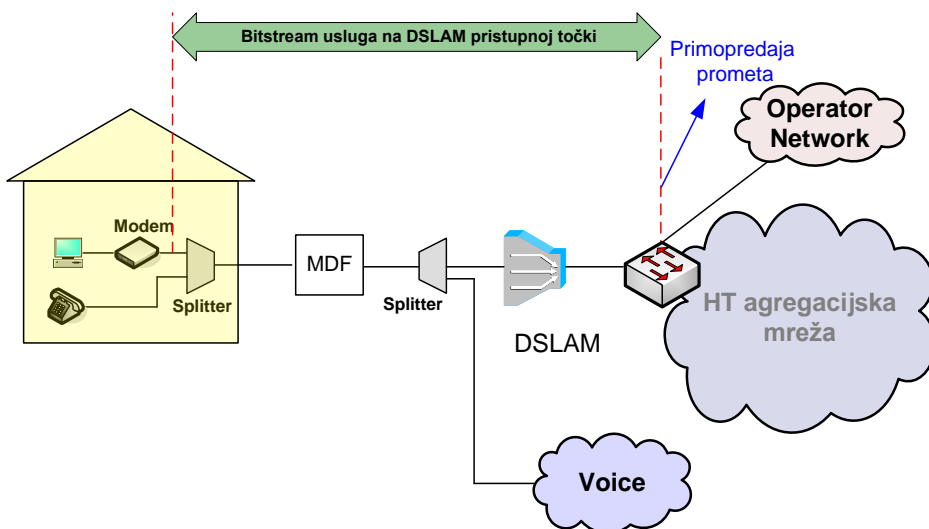 Bitstream usluga na DSLAM pristupnoj točki
Primopredaja
prometa
Operator
Network
Modem
Splitter
MDF
Splitter
DSLAM
HT agregacijska
mreža
Voice